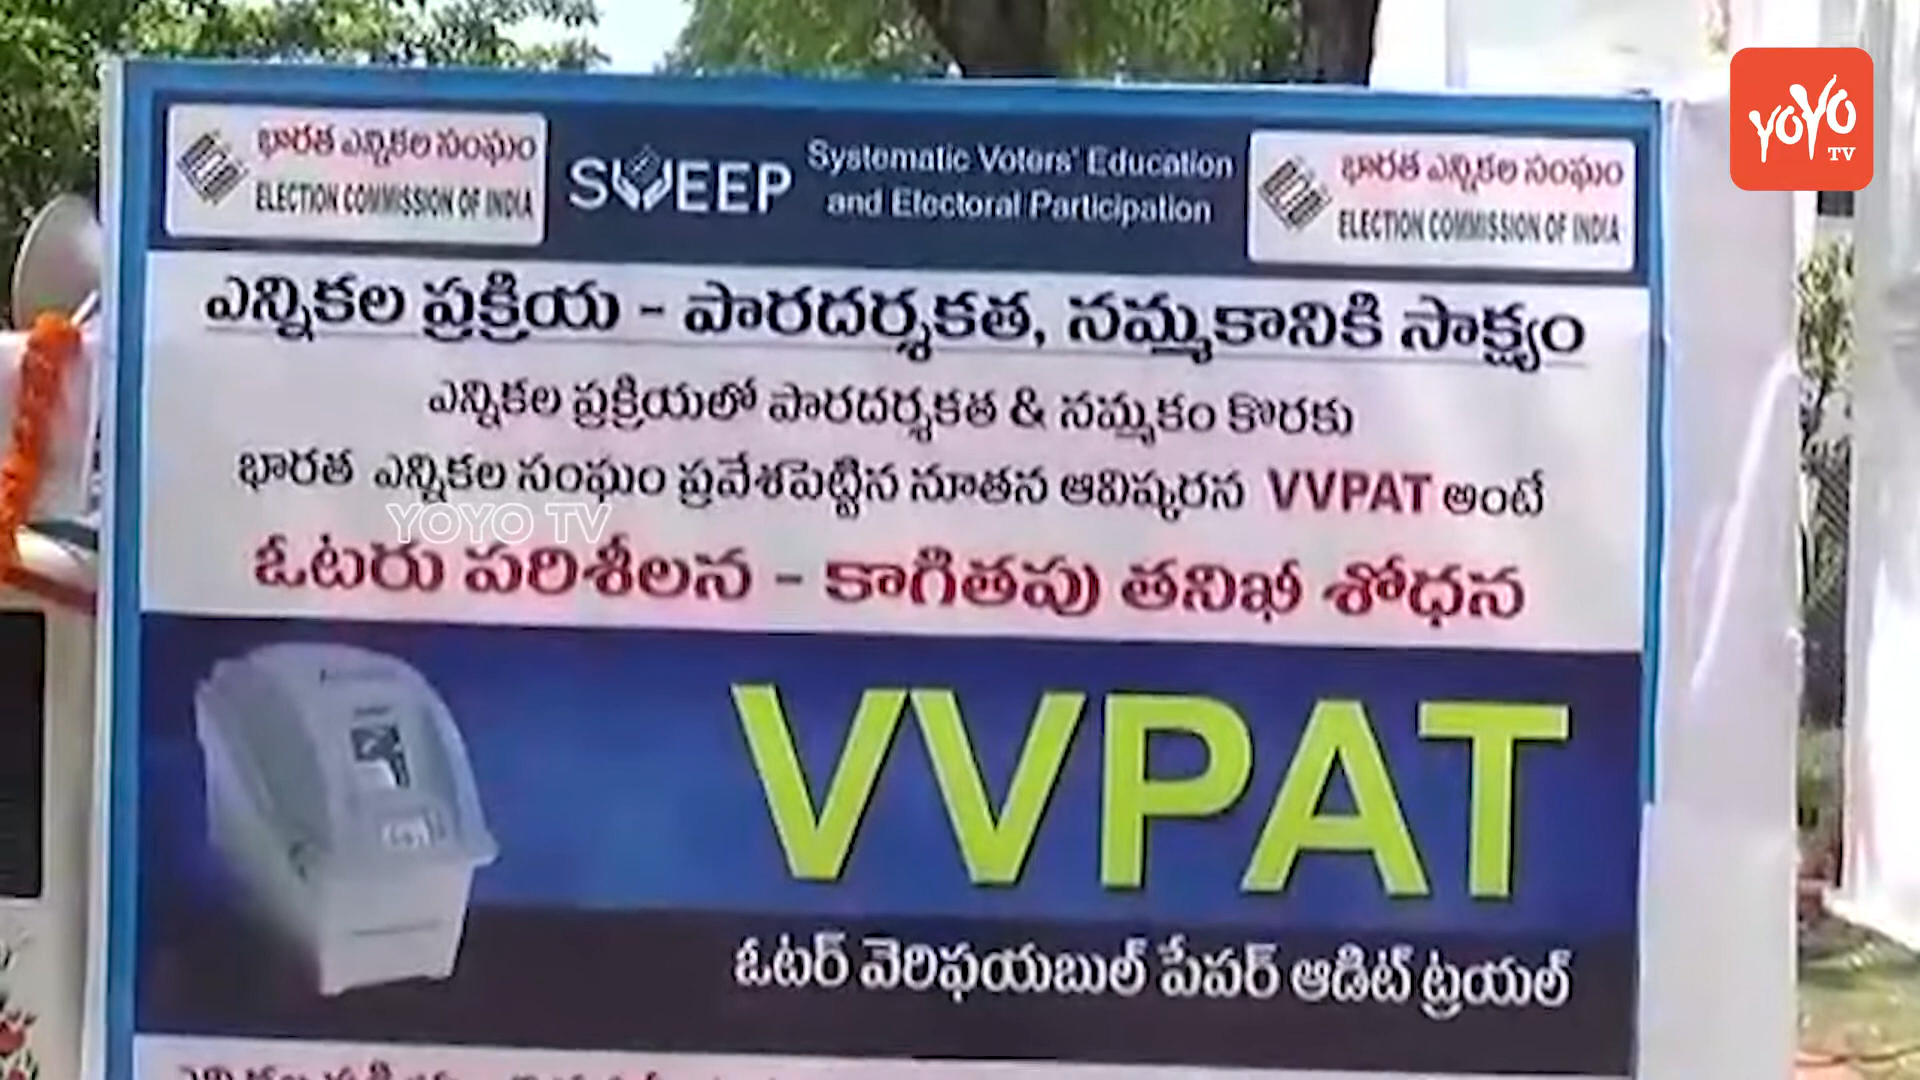 YOYO TV
భారత ఎన్నికల సంఘం
ELECTION COMMISSION OF INDIA
SWEEP
Systematic Voters' Education
and Electoral Participation
భారత ఎన్నికల సంఘం
ELECTION COMMISSION OF INDIA
ఎన్నికల ప్రక్రియ - పారదర్శకత, నమ్మకానికి సాక్ష్యం
ఎన్నికల ప్రక్రియలో పారదర్శకత & నమ్మకం కొరకు
భారత ఎన్నికల సంఘం ప్రవేశపెట్టిన నూతన ఆవిష్కరన VVPAT అంటే
YOYO TV
ఓటరు పరిశీలన - కాగితపు తనిఖీ శోధన
VVPAT
ఓటర్ వెరిఫయబుల్ పేపర్ ఆడిట్ ట్రయల్